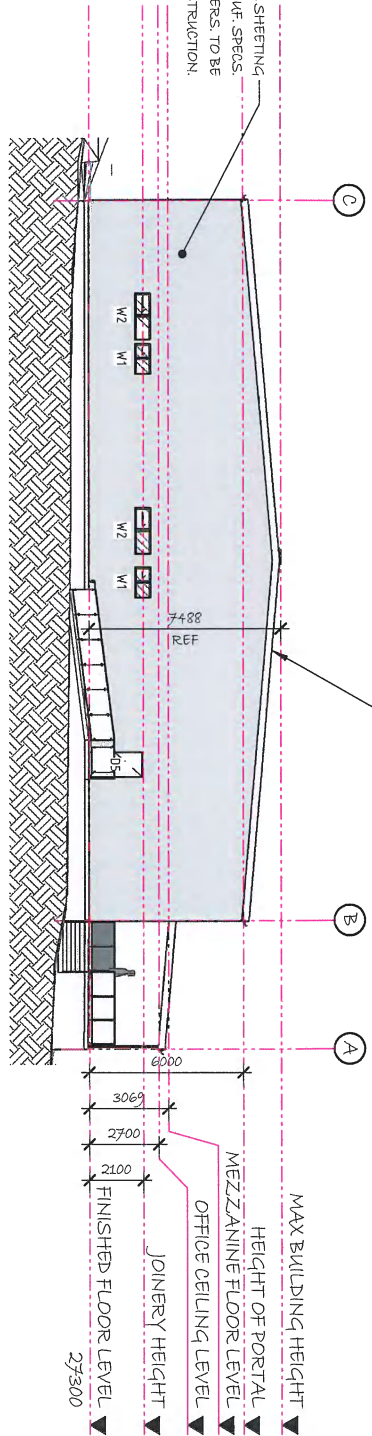 SHEETING
UF. SPECS.
ERS. TO BE
TRUCTION.
C
B
A
W2
W1
W2
W1
7488
REF
D5
6000
3069
2700
2100
MAX BUILDING HEIGHT
HEIGHT OF PORTAL
MEZZANINE FLOOR LEVEL
OFFICE CEILING LEVEL
JOINERY HEIGHT
FINISHED FLOOR LEVEL
27300